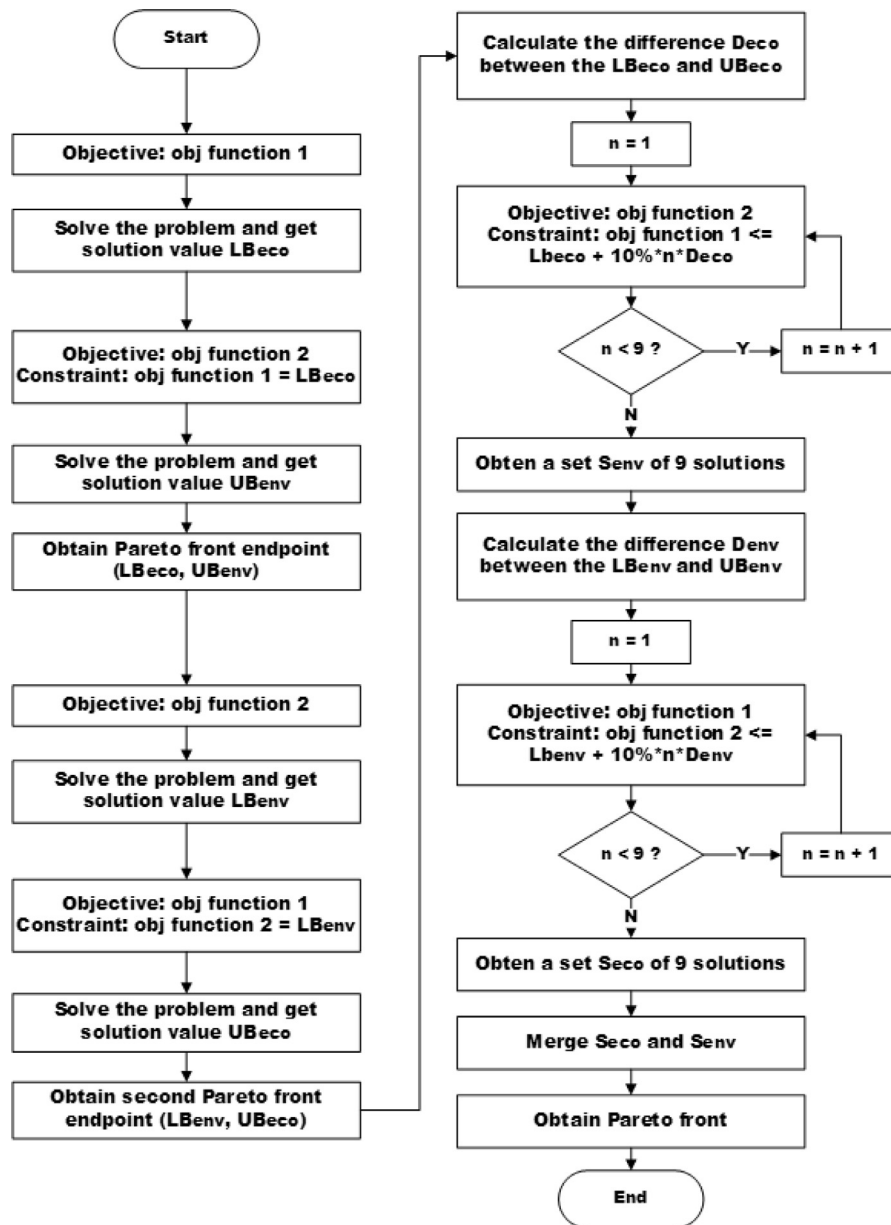 Start
Objective: obj function 1
Solve the problem and get
solution value LBeco
Objective: obj function 2
Constraint: obj function 1 = LBeco
Solve the problem and get
solution value UBenv
Obtain Pareto front endpoint
(LBeco, UBenv)
Objective: obj function 2
Solve the problem and get
solution value LBenv
Objective: obj function 1
Constraint: obj function 2 = LBenv
Solve the problem and get
solution value UBeco
Obtain second Pareto front
endpoint (LBenv, UBeco)
Calculate the difference Deco
between the LBeco and UBeco
n = 1
Objective: obj function 2
Constraint: obj function 1 <=
Lbeco + 10%*n*Deco
n < 9 ?
Y
n = n + 1
N
Obten a set Senv of 9 solutions
Calculate the difference Denv
between the LBenv and UBenv
n = 1
Objective: obj function 1
Constraint: obj function 2 <=
Lbenv + 10%*n*Denv
n < 9 ?
Y
n = n + 1
N
Obten a set Seco of 9 solutions
Merge Seco and Senv
Obtain Pareto front
End